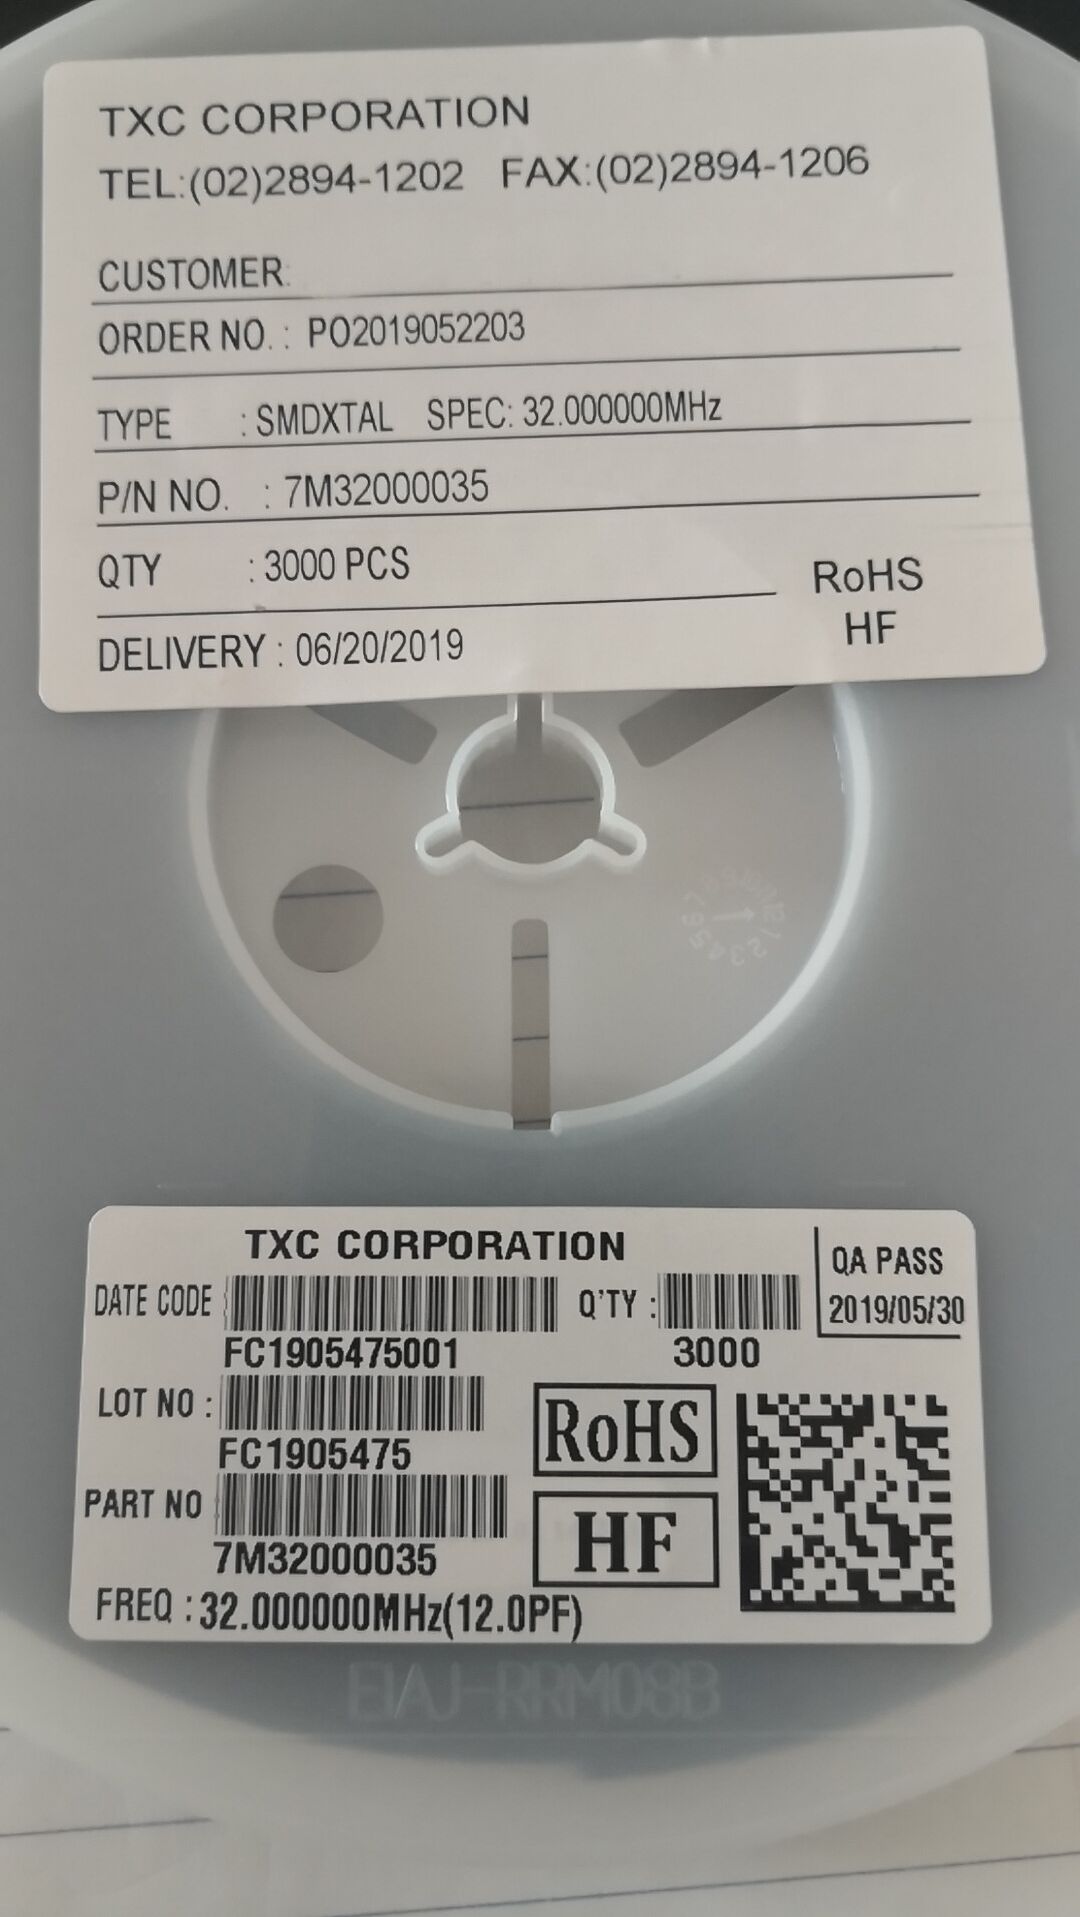 TXC CORPORATION
TEL:(02)2894-1202 FAX:(02)2894-1206
CUSTOMER:
ORDER NO. : PO2019052203
TYPE : SMDXTAL SPEC: 32.000000MHz
P/N NO. : 7M32000035
QTY : 3000 PCS
RoHS
HF
DELIVERY : 06/20/2019
TXC CORPORATION
QA PASS
2019/05/30
DATE CODE
FC1905475001
Q'TY :
3000
LOT NO :
FC1905475
RoHS
PART NO
7M32000035
HF
FREQ : 32.000000MHz(12.0PF)
EIAJ-RRM08B